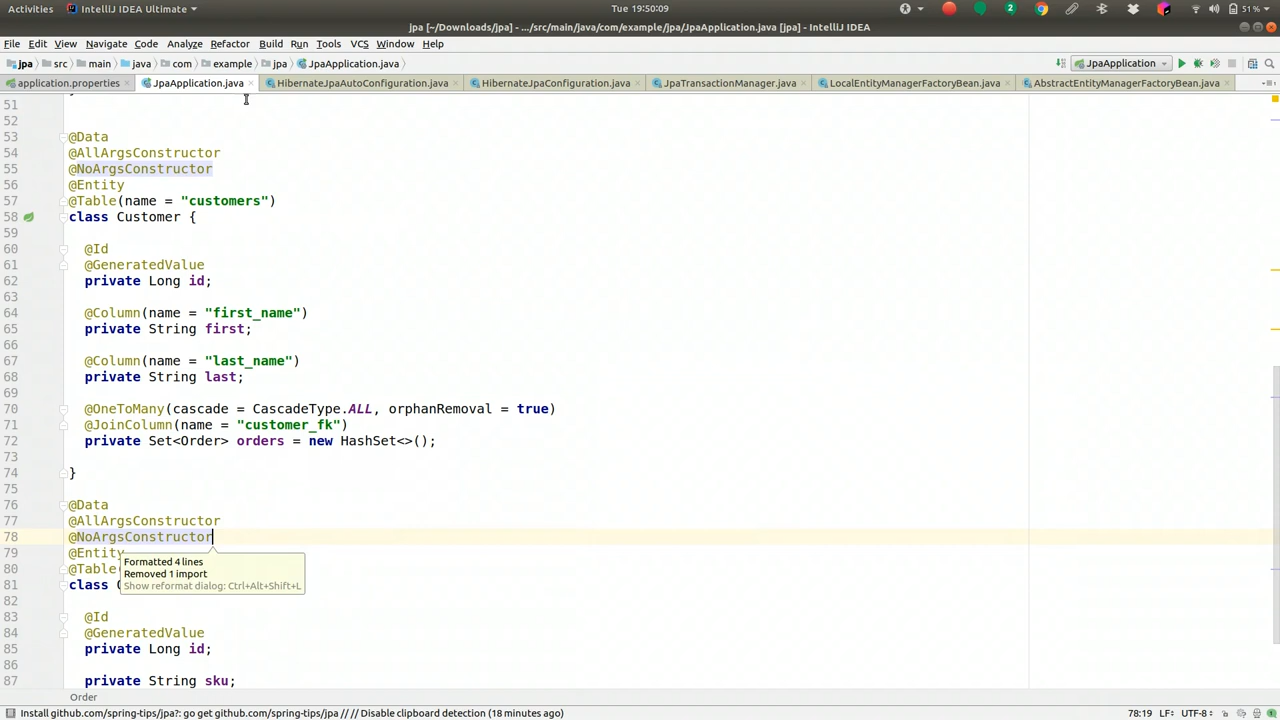 Activities
IntelliJ IDEA Ultimate
Tue 19:50:09
2
51 %
jpa [~/Downloads/jpa] - .../src/main/java/com/example/jpa/JpaApplication.java [jpa] - IntelliJ IDEA
File Edit View Navigate Code Analyze Refactor Build Run Tools VCS Window Help
jpa src main java com example jpa JpaApplication.java
JpaApplication
application.properties JpaApplication.java HibernateJpaAutoConfiguration.java HibernateJpaConfiguration.java JpaTransactionManager.java LocalEntityManagerFactoryBean.java AbstractEntityManagerFactoryBean.java
51 }
52
53 @Data
54 @AllArgsConstructor
55 @NoArgsConstructor
56 @Entity
57 @Table(name = "customers")
58 class Customer {
59
60 @Id
61 @GeneratedValue
62 private Long id;
63
64 @Column(name = "first_name")
65 private String first;
66
67 @Column(name = "last_name")
68 private String last;
69
70 @OneToMany(cascade = CascadeType.ALL, orphanRemoval = true)
71 @JoinColumn(name = "customer_fk")
72 private Set<Order> orders = new HashSet<>();
73
74 }
75
76 @Data
77 @AllArgsConstructor
78 @NoArgsConstructor
79 @Entity
80 @Table
81 class
82
83 @Id
84 @GeneratedValue
85 private Long id;
86
87 private String sku;
Formatted 4 lines
Removed 1 import
Show reformat dialog: Ctrl+Alt+Shift+L
Order
Install github.com/spring-tips/jpa?: go get github.com/spring-tips/jpa // // Disable clipboard detection (18 minutes ago)
78:19 LF÷ UTF-8÷